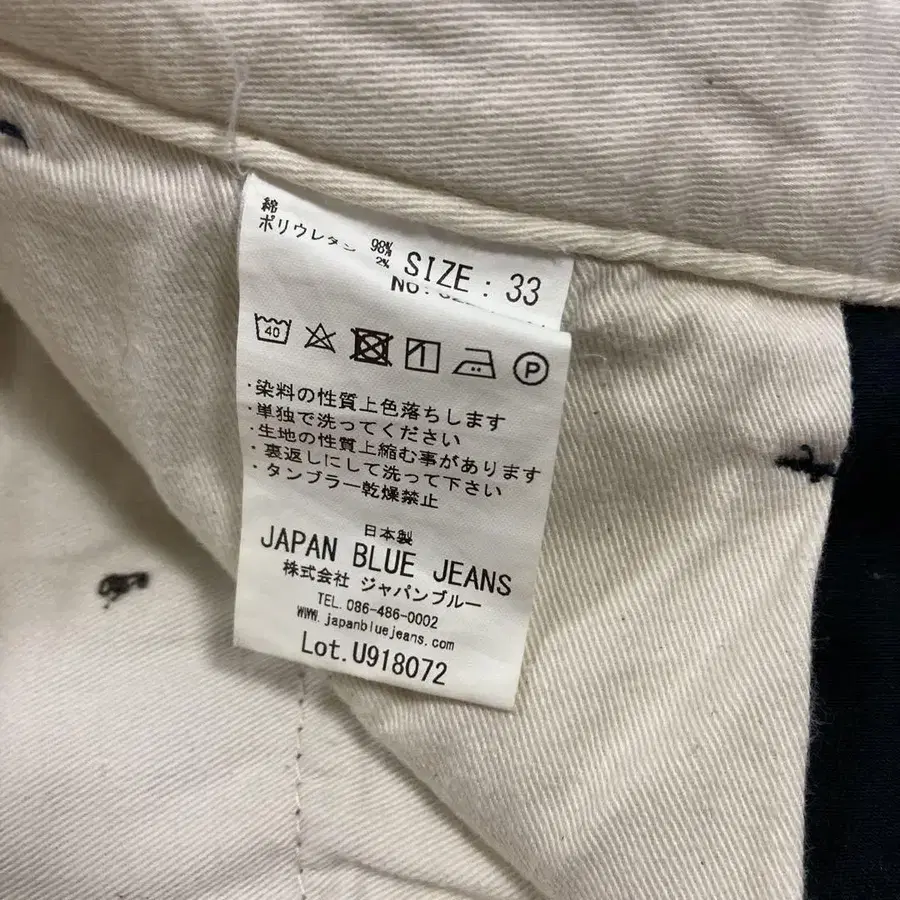 綿 98%
ポリウレタン 2%
SIZE : 33
40
P
・染料の性質上色落ちします
・単独で洗ってください
・生地の性質上縮む事があります
・裏返しにして洗って下さい
・タンブラー乾燥禁止
日本製
JAPAN BLUE JEANS
株式会社 ジャパンブルー
TEL.086-486-0002
www.japanbluejeans.com
Lot.U918072